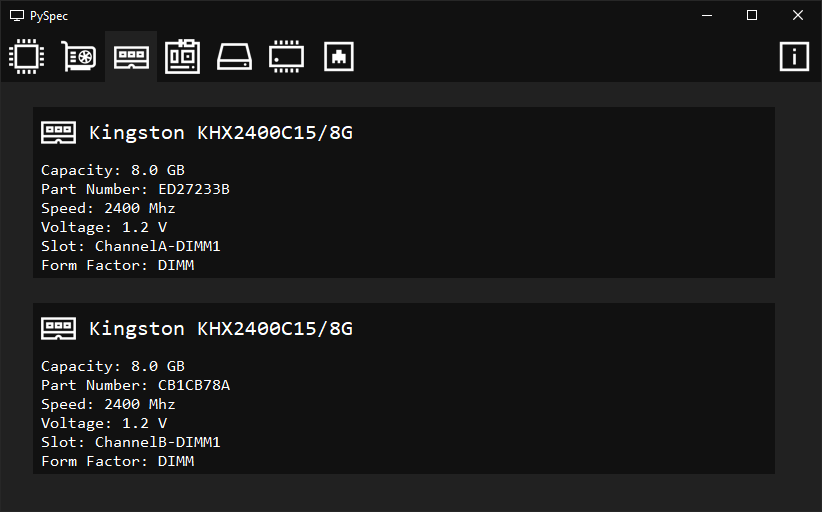 PySpec
Kingston KHX2400C15/8G
Capacity: 8.0 GB
Part Number: ED27233B
Speed: 2400 Mhz
Voltage: 1.2 V
Slot: ChannelA-DIMM1
Form Factor: DIMM
Kingston KHX2400C15/8G
Capacity: 8.0 GB
Part Number: CB1CB78A
Speed: 2400 Mhz
Voltage: 1.2 V
Slot: ChannelB-DIMM1
Form Factor: DIMM